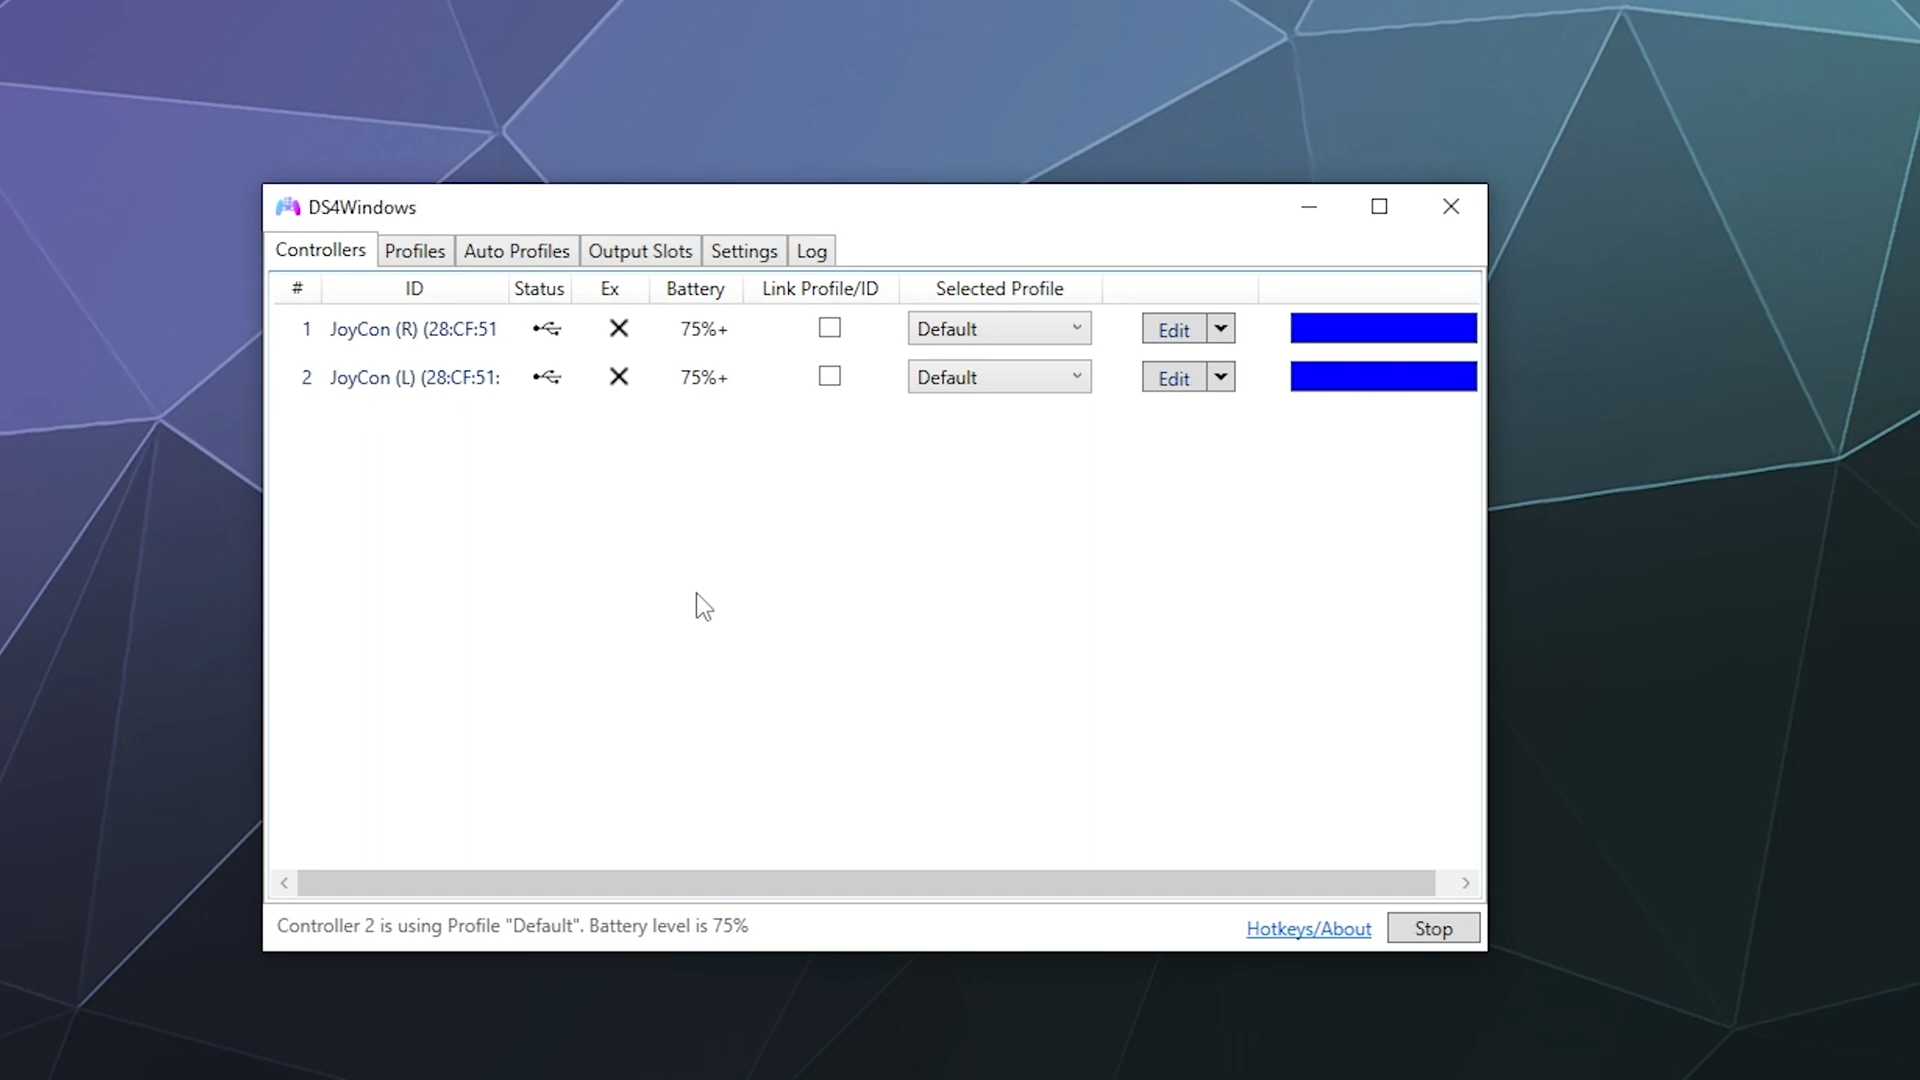 DS4Windows
Controllers Profiles Auto Profiles Output Slots Settings Log
# ID Status Ex Battery Link Profile/ID Selected Profile
1 JoyCon (R) (28:CF:51 75%+ Default Edit
2 JoyCon (L) (28:CF:51: 75%+ Default Edit
Controller 2 is using Profile "Default". Battery level is 75% Hotkeys/About Stop